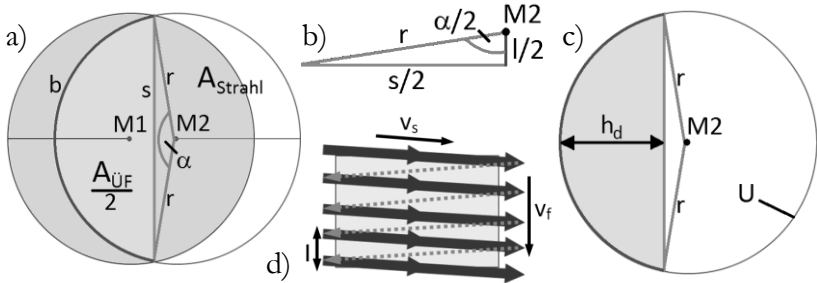 a)
b
s
r
A_Strahl
M1
M2
A_ÜF
2
α
r
b)
α/2
M2
r
l/2
s/2
v_s
v_f
l
d)
c)
r
h_d
M2
r
U